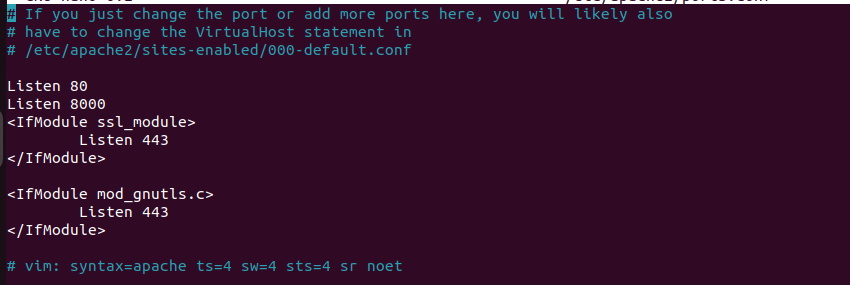 # If you just change the port or add more ports here, you will likely also
# have to change the VirtualHost statement in
# /etc/apache2/sites-enabled/000-default.conf
Listen 80
Listen 8000
<IfModule ssl_module>
        Listen 443
</IfModule>
<IfModule mod_gnutls.c>
        Listen 443
</IfModule>
# vim: syntax=apache ts=4 sw=4 sts=4 sr noet